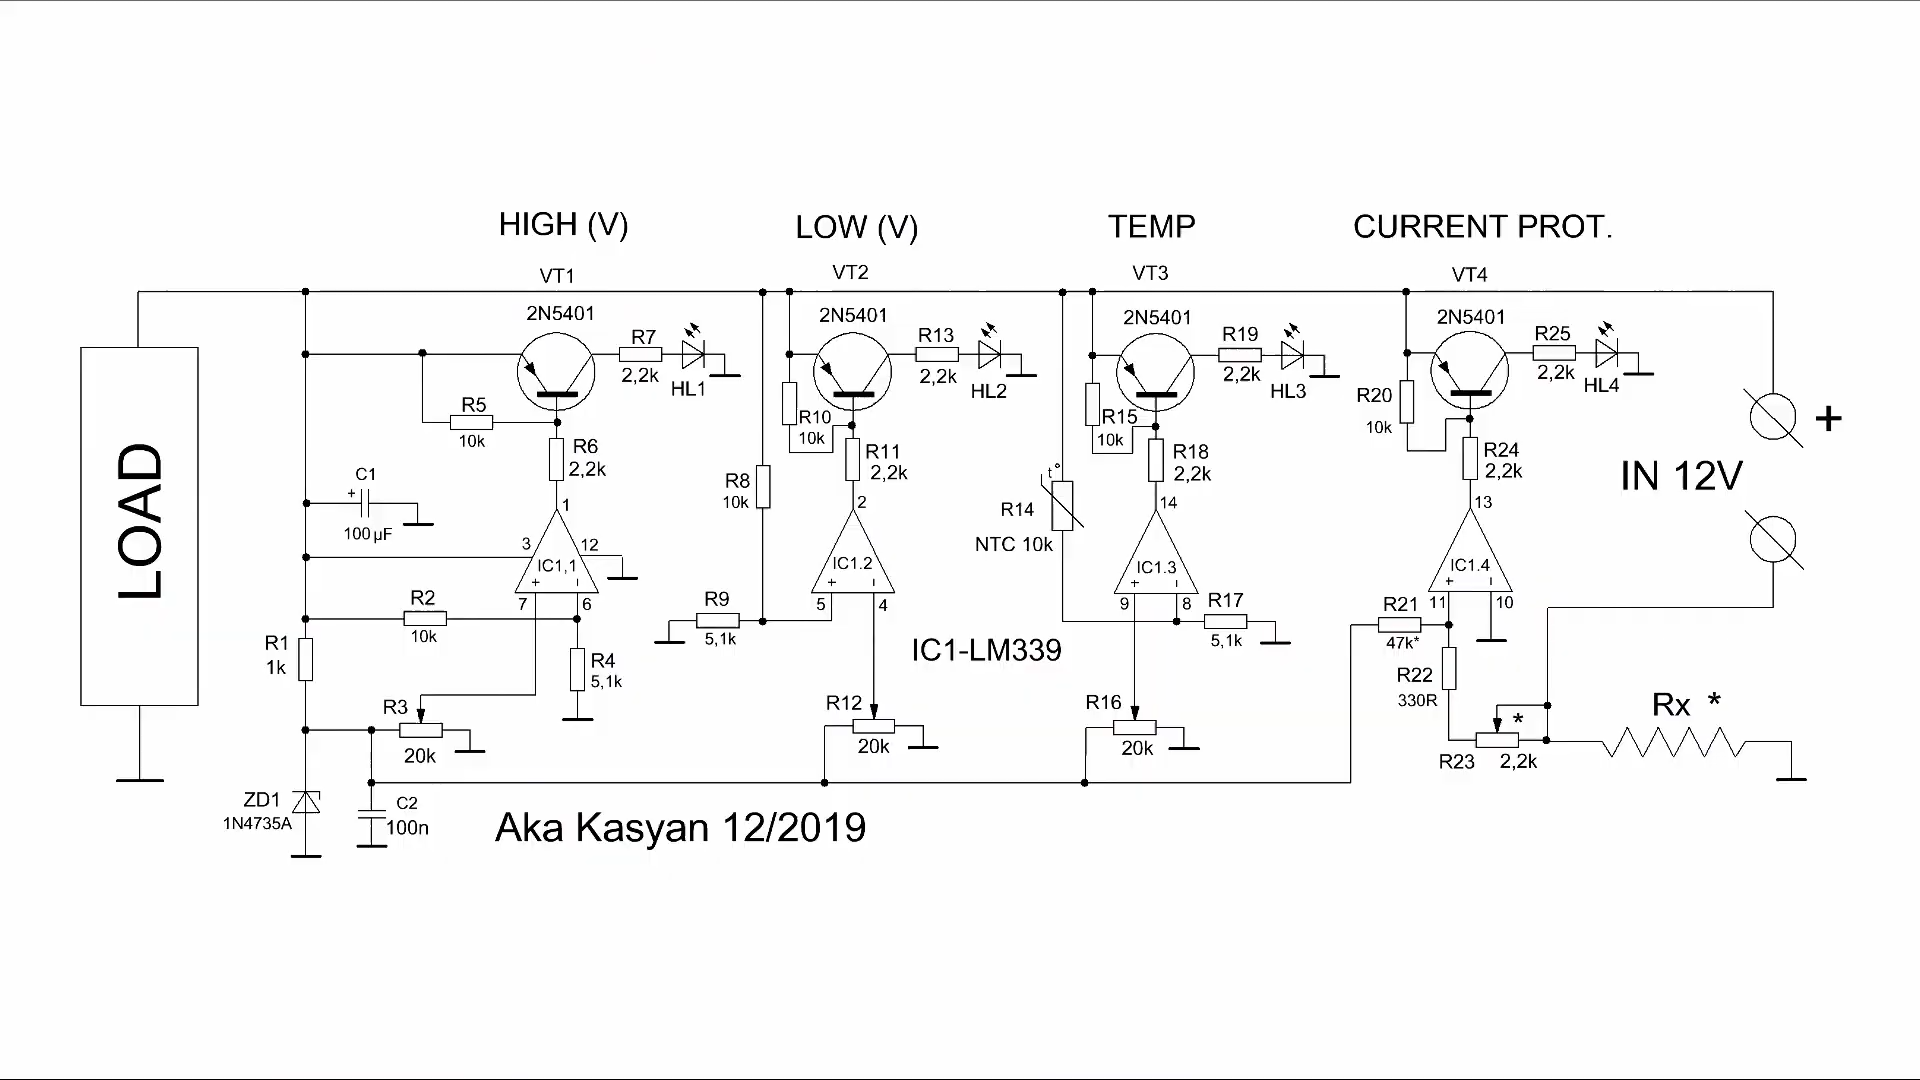 HIGH (V)
LOW (V)
TEMP
CURRENT PROT.
VT1
VT2
VT3
VT4
2N5401
2N5401
2N5401
2N5401
R7
2,2k
HL1
R13
2,2k
HL2
R19
2,2k
HL3
R25
2,2k
HL4
R5
10k
R10
10k
R15
10k
R20
10k
+
R6
2,2k
R11
2,2k
R18
2,2k
R24
2,2k
IN 12V
LOAD
C1
+
100µF
R8
10k
t°
R14
NTC 10k
1
2
14
13
3
12
IC1,1
+ -
7
6
IC1.2
+ -
5
4
IC1.3
+ -
9
8
IC1.4
+ -
11
10
R2
10k
R9
5,1k
R17
5,1k
R21
47k*
R1
1k
R4
5,1k
IC1-LM339
R22
330R
R3
20k
R12
20k
R16
20k
R23
*
2,2k
Rx *
ZD1
1N4735A
C2
100n
Aka Kasyan 12/2019